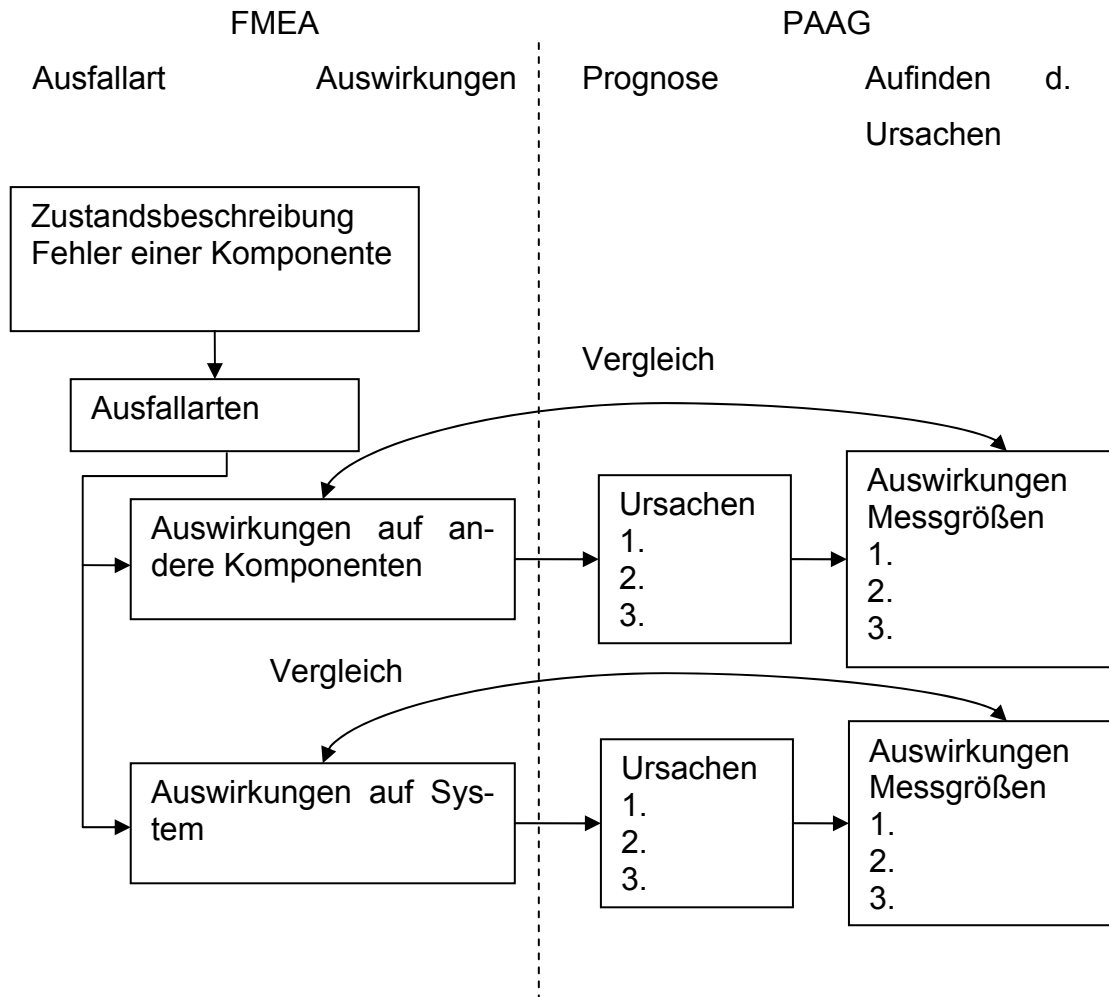 FMEA PAAG
Ausfallart Auswirkungen Prognose Aufinden d.
Ursachen
Zustandsbeschreibung
Fehler einer Komponente
Vergleich
Ausfallarten
Auswirkungen auf an-
dere Komponenten
Ursachen
1.
2.
3.
Auswirkungen
Messgrößen
1.
2.
3.
Vergleich
Auswirkungen auf Sys-
tem
Ursachen
1.
2.
3.
Auswirkungen
Messgrößen
1.
2.
3.